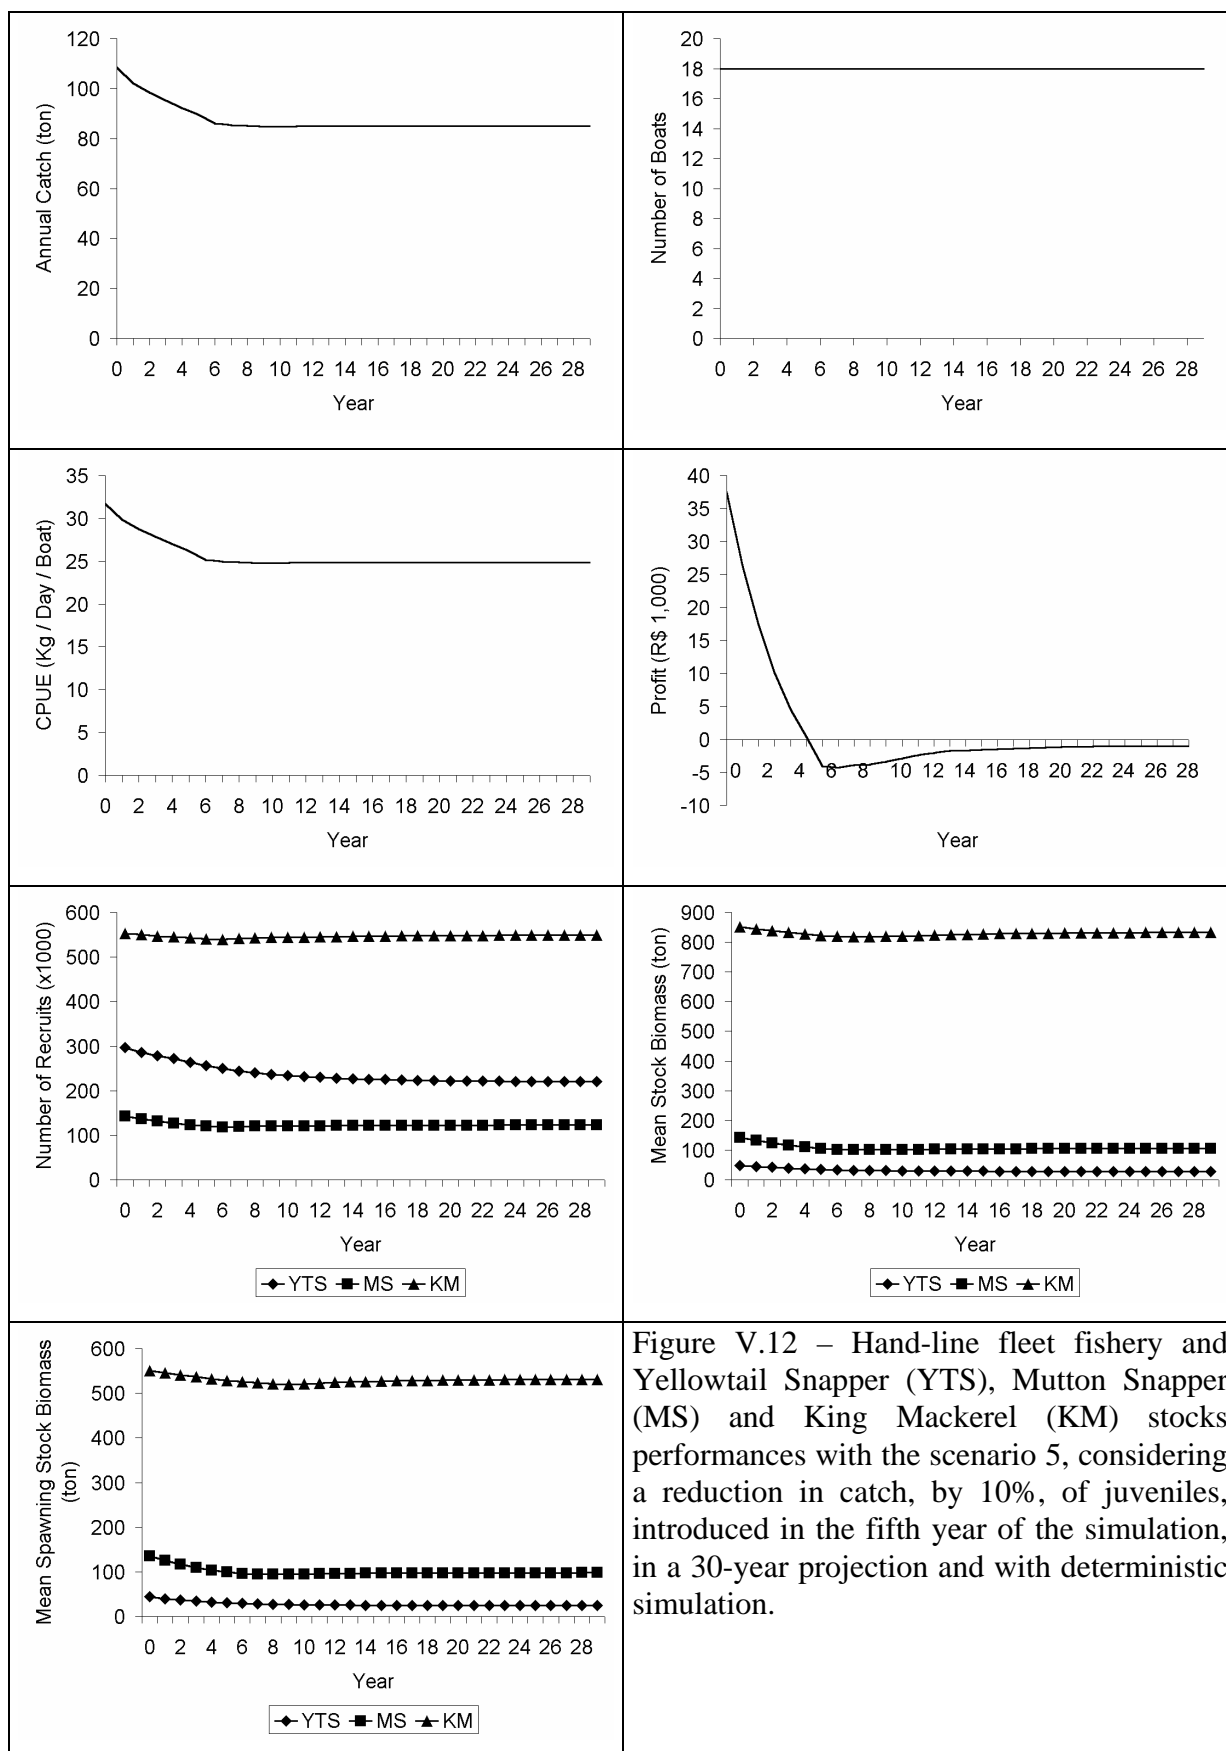 120
100
80
60
40
20
0
Annual Catch (ton)
0 2 4 6 8 10 12 14 16 18 20 22 24 26 28
Year
20
18
16
14
12
10
8
6
4
2
0
Number of Boats
0 2 4 6 8 10 12 14 16 18 20 22 24 26 28
Year
35
30
25
20
15
10
5
0
CPUE (Kg / Day / Boat)
0 2 4 6 8 10 12 14 16 18 20 22 24 26 28
Year
40
35
30
25
20
15
10
5
0
-5
-10
Profit (R$ 1,000)
0 2 4 6 8 10 12 14 16 18 20 22 24 26 28
Year
600
500
400
300
200
100
0
Number of Recruits (x1000)
0 2 4 6 8 10 12 14 16 18 20 22 24 26 28
Year
YTS MS KM
900
800
700
600
500
400
300
200
100
0
Mean Stock Biomass (ton)
0 2 4 6 8 10 12 14 16 18 20 22 24 26 28
Year
YTS MS KM
600
500
400
300
200
100
0
Mean Spawning Stock Biomass
(ton)
0 2 4 6 8 10 12 14 16 18 20 22 24 26 28
Year
YTS MS KM
Figure V.12 – Hand-line fleet fishery and
Yellowtail Snapper (YTS), Mutton Snapper
(MS) and King Mackerel (KM) stocks
performances with the scenario 5, considering
a reduction in catch, by 10%, of juveniles,
introduced in the fifth year of the simulation,
in a 30-year projection and with deterministic
simulation.